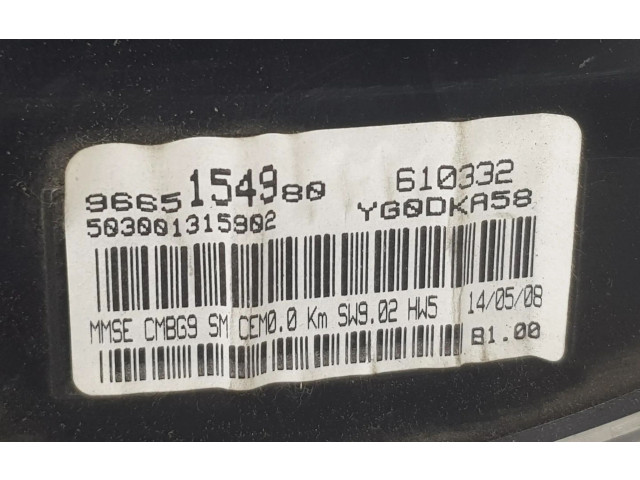 9665154980 610332
503001315902 YG0DKA58
MMSE CMBG9 SM CEM0.0 Km SW9.02 HW5 14/05/08
B1.00